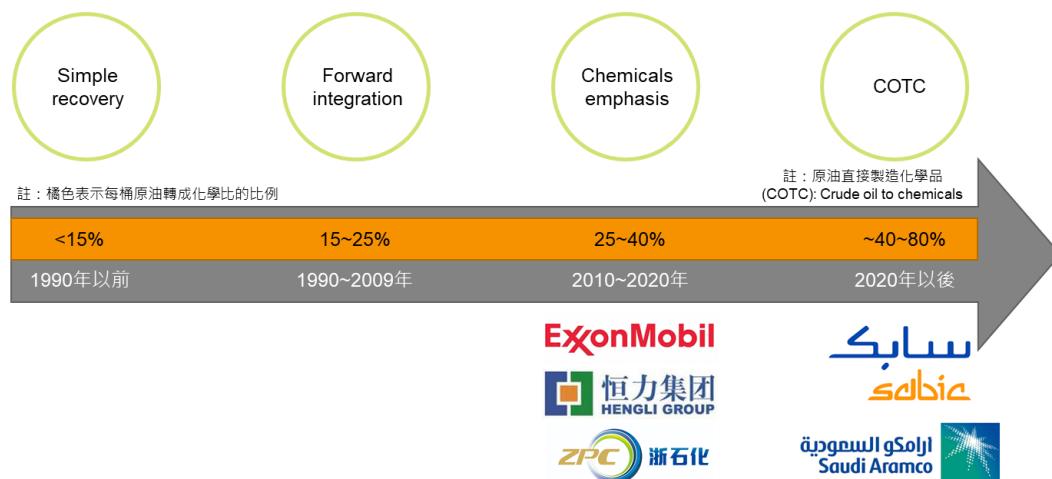 Simple
recovery
Forward
integration
Chemicals
emphasis
COTC
註：橘色表示每桶原油轉成化學比的比例
註：原油直接製造化學品
(COTC): Crude oil to chemicals
<15%
15~25%
25~40%
~40~80%
1990年以前
1990~2009年
2010~2020年
2020年以後
ExxonMobil
恒力集团
HENGLI GROUP
ZPC 浙石化
سابك
sabic
ارامكو السعودية
Saudi Aramco